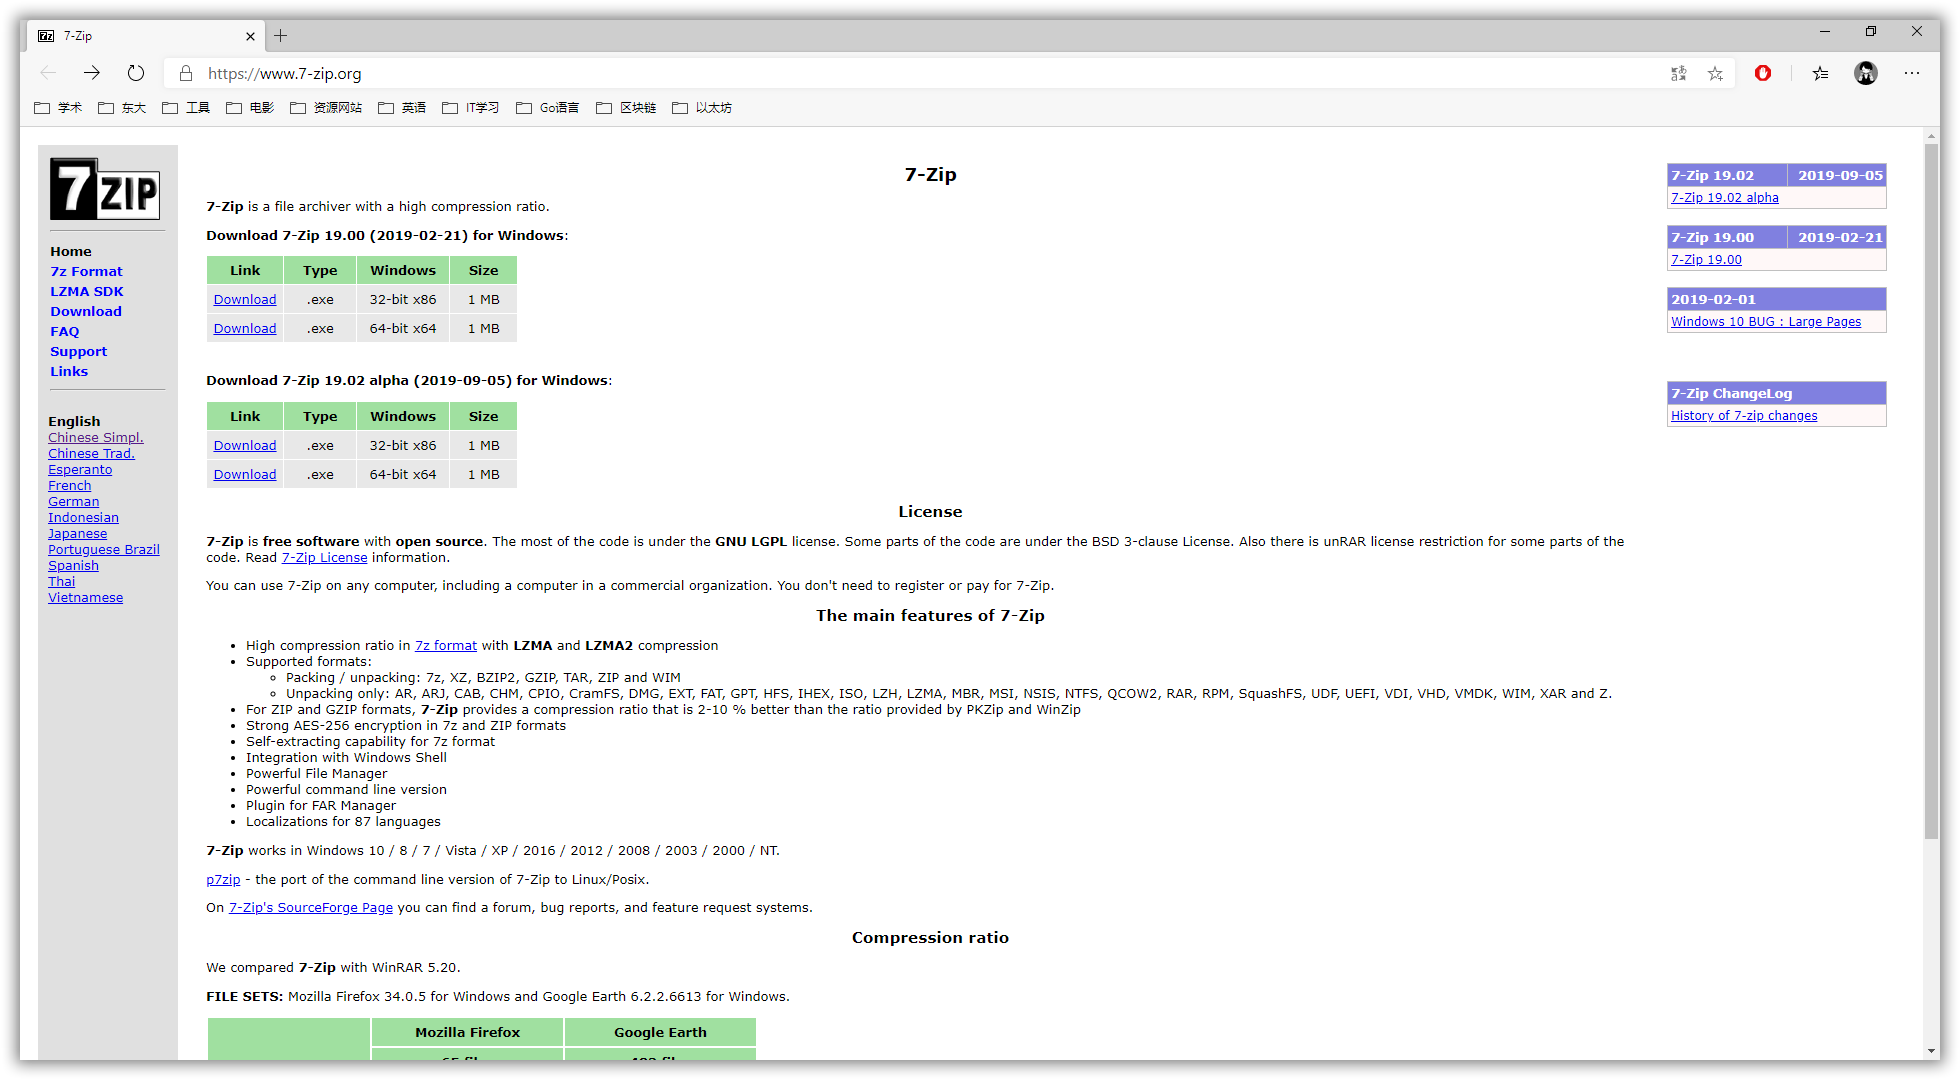 7-Zip
https://www.7-zip.org
学术 东大 工具 电影 资源网站 英语 IT学习 Go语言 区块链 以太坊
7ZIP
Home
7z Format
LZMA SDK
Download
FAQ
Support
Links
English
Chinese Simpl.
Chinese Trad.
Esperanto
French
German
Indonesian
Japanese
Portuguese Brazil
Spanish
Thai
Vietnamese
7-Zip
7-Zip is a file archiver with a high compression ratio.
Download 7-Zip 19.00 (2019-02-21) for Windows:
Link Type Windows Size
Download .exe 32-bit x86 1 MB
Download .exe 64-bit x64 1 MB
Download 7-Zip 19.02 alpha (2019-09-05) for Windows:
Link Type Windows Size
Download .exe 32-bit x86 1 MB
Download .exe 64-bit x64 1 MB
License
7-Zip is free software with open source. The most of the code is under the GNU LGPL license. Some parts of the code are under the BSD 3-clause License. Also there is unRAR license restriction for some parts of the
code. Read 7-Zip License information.
You can use 7-Zip on any computer, including a computer in a commercial organization. You don't need to register or pay for 7-Zip.
The main features of 7-Zip
High compression ratio in 7z format with LZMA and LZMA2 compression
Supported formats:
Packing / unpacking: 7z, XZ, BZIP2, GZIP, TAR, ZIP and WIM
Unpacking only: AR, ARJ, CAB, CHM, CPIO, CramFS, DMG, EXT, FAT, GPT, HFS, IHEX, ISO, LZH, LZMA, MBR, MSI, NSIS, NTFS, QCOW2, RAR, RPM, SquashFS, UDF, UEFI, VDI, VHD, VMDK, WIM, XAR and Z.
For ZIP and GZIP formats, 7-Zip provides a compression ratio that is 2-10 % better than the ratio provided by PKZip and WinZip
Strong AES-256 encryption in 7z and ZIP formats
Self-extracting capability for 7z format
Integration with Windows Shell
Powerful File Manager
Powerful command line version
Plugin for FAR Manager
Localizations for 87 languages
7-Zip works in Windows 10 / 8 / 7 / Vista / XP / 2016 / 2012 / 2008 / 2003 / 2000 / NT.
p7zip - the port of the command line version of 7-Zip to Linux/Posix.
On 7-Zip's SourceForge Page you can find a forum, bug reports, and feature request systems.
Compression ratio
We compared 7-Zip with WinRAR 5.20.
FILE SETS: Mozilla Firefox 34.0.5 for Windows and Google Earth 6.2.2.6613 for Windows.
Mozilla Firefox Google Earth
7-Zip 19.02 2019-09-05
7-Zip 19.02 alpha
7-Zip 19.00 2019-02-21
7-Zip 19.00
2019-02-01
Windows 10 BUG : Large Pages
7-Zip ChangeLog
History of 7-zip changes